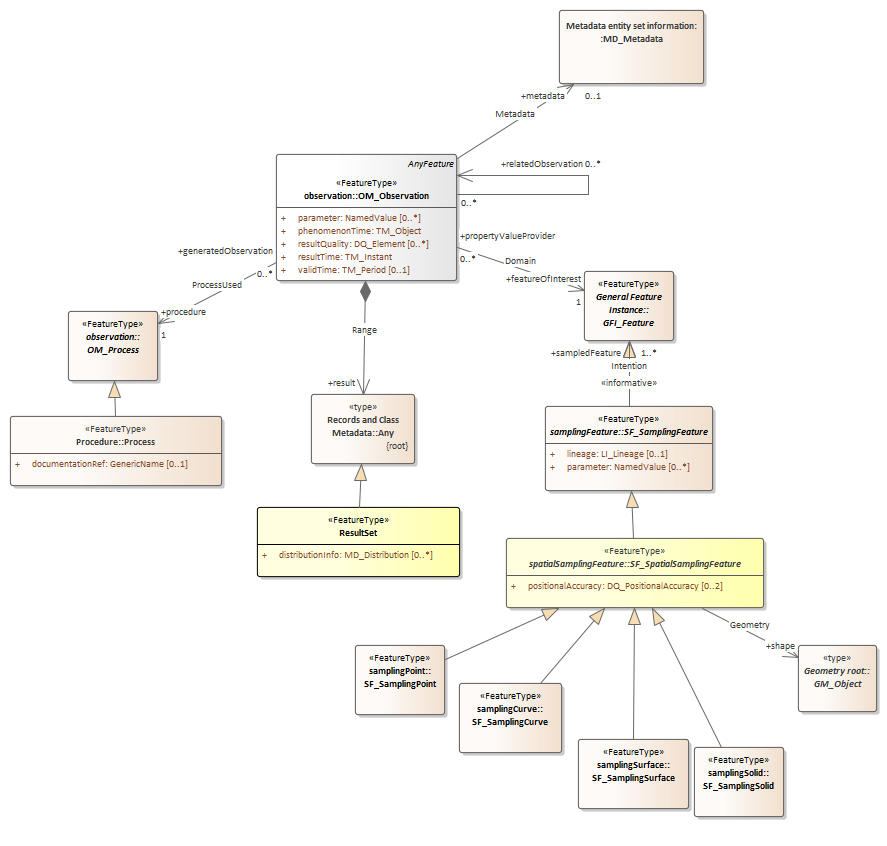 Metadata entity set information:
:MD_Metadata
+metadata
0..1
Metadata
AnyFeature
«FeatureType»
observation::OM_Observation
+ parameter: NamedValue [0..*]
+ phenomenonTime: TM_Object
+ resultQuality: DQ_Element [0..*]
+ resultTime: TM_Instant
+ validTime: TM_Period [0..1]
+relatedObservation 0..*
0..*
+propertyValueProvider
0..*
Domain
+featureOfInterest
1
+generatedObservation
0..*
ProcessUsed
+procedure
1
«FeatureType»
General Feature
Instance::
GFI_Feature
«FeatureType»
observation::
OM_Process
Range
+result
+sampledFeature
1..*
Intention
«informative»
«FeatureType»
Procedure::Process
+ documentationRef: GenericName [0..1]
«type»
Records and Class
Metadata::Any
{root}
«FeatureType»
samplingFeature::SF_SamplingFeature
+ lineage: LI_Lineage [0..1]
+ parameter: NamedValue [0..*]
«FeatureType»
ResultSet
+ distributionInfo: MD_Distribution [0..*]
«FeatureType»
spatialSamplingFeature::SF_SpatialSamplingFeature
+ positionalAccuracy: DQ_PositionalAccuracy [0..2]
Geometry
+shape
«FeatureType»
samplingPoint::
SF_SamplingPoint
«type»
Geometry root::
GM_Object
«FeatureType»
samplingCurve::
SF_SamplingCurve
«FeatureType»
samplingSurface::
SF_SamplingSurface
«FeatureType»
samplingSolid::
SF_SamplingSolid